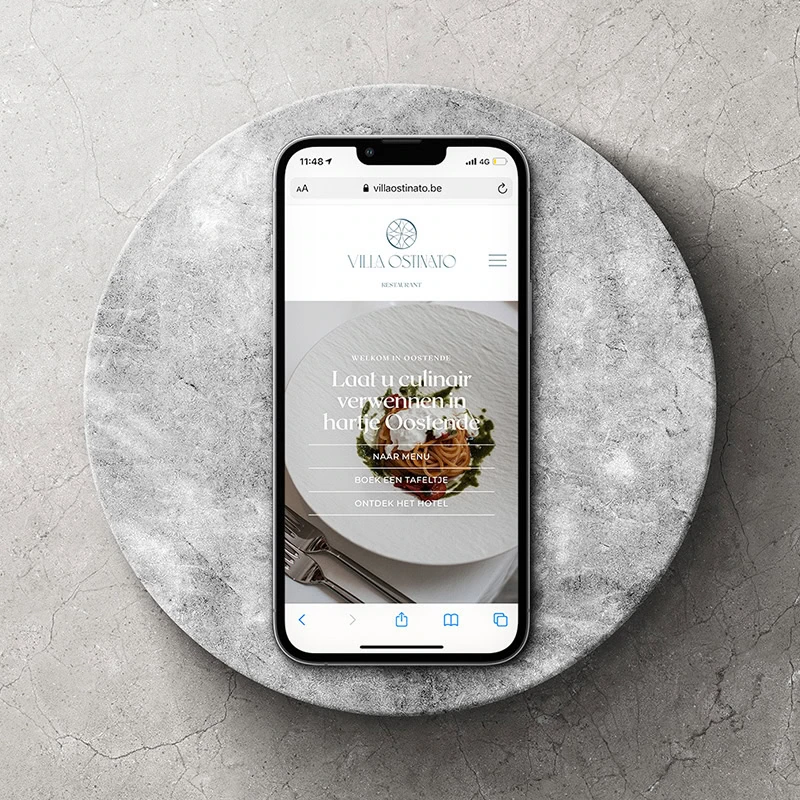 11:48
4G
AA
villaostinato.be
VILLA OSTINATO
RESTAURANT
WELKOM IN OOSTENDE
Laat u culinair
verwennen in
hartje Oostende
NAAR MENU
BOEK EEN TAFELTJE
ONTDEK HET HOTEL